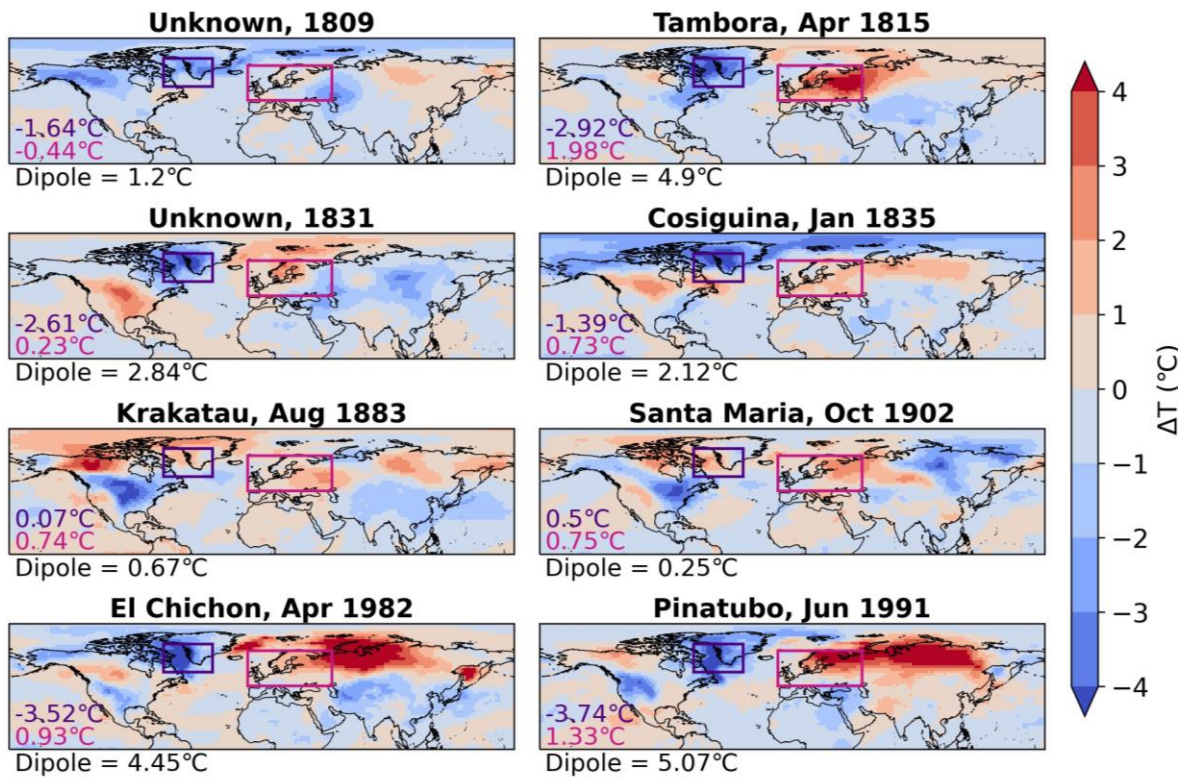 Unknown, 1809
-1.64°C
-0.44°C
Dipole = 1.2°C
Tambora, Apr 1815
-2.92°C
1.98°C
Dipole = 4.9°C
Unknown, 1831
-2.61°C
0.23°C
Dipole = 2.84°C
Cosiguina, Jan 1835
-1.39°C
0.73°C
Dipole = 2.12°C
Krakatau, Aug 1883
0.07°C
0.74°C
Dipole = 0.67°C
Santa Maria, Oct 1902
0.5°C
0.75°C
Dipole = 0.25°C
El Chichon, Apr 1982
-3.52°C
0.93°C
Dipole = 4.45°C
Pinatubo, Jun 1991
-3.74°C
1.33°C
Dipole = 5.07°C
4
3
2
1
0
−1
−2
−3
−4
ΔT (°C)